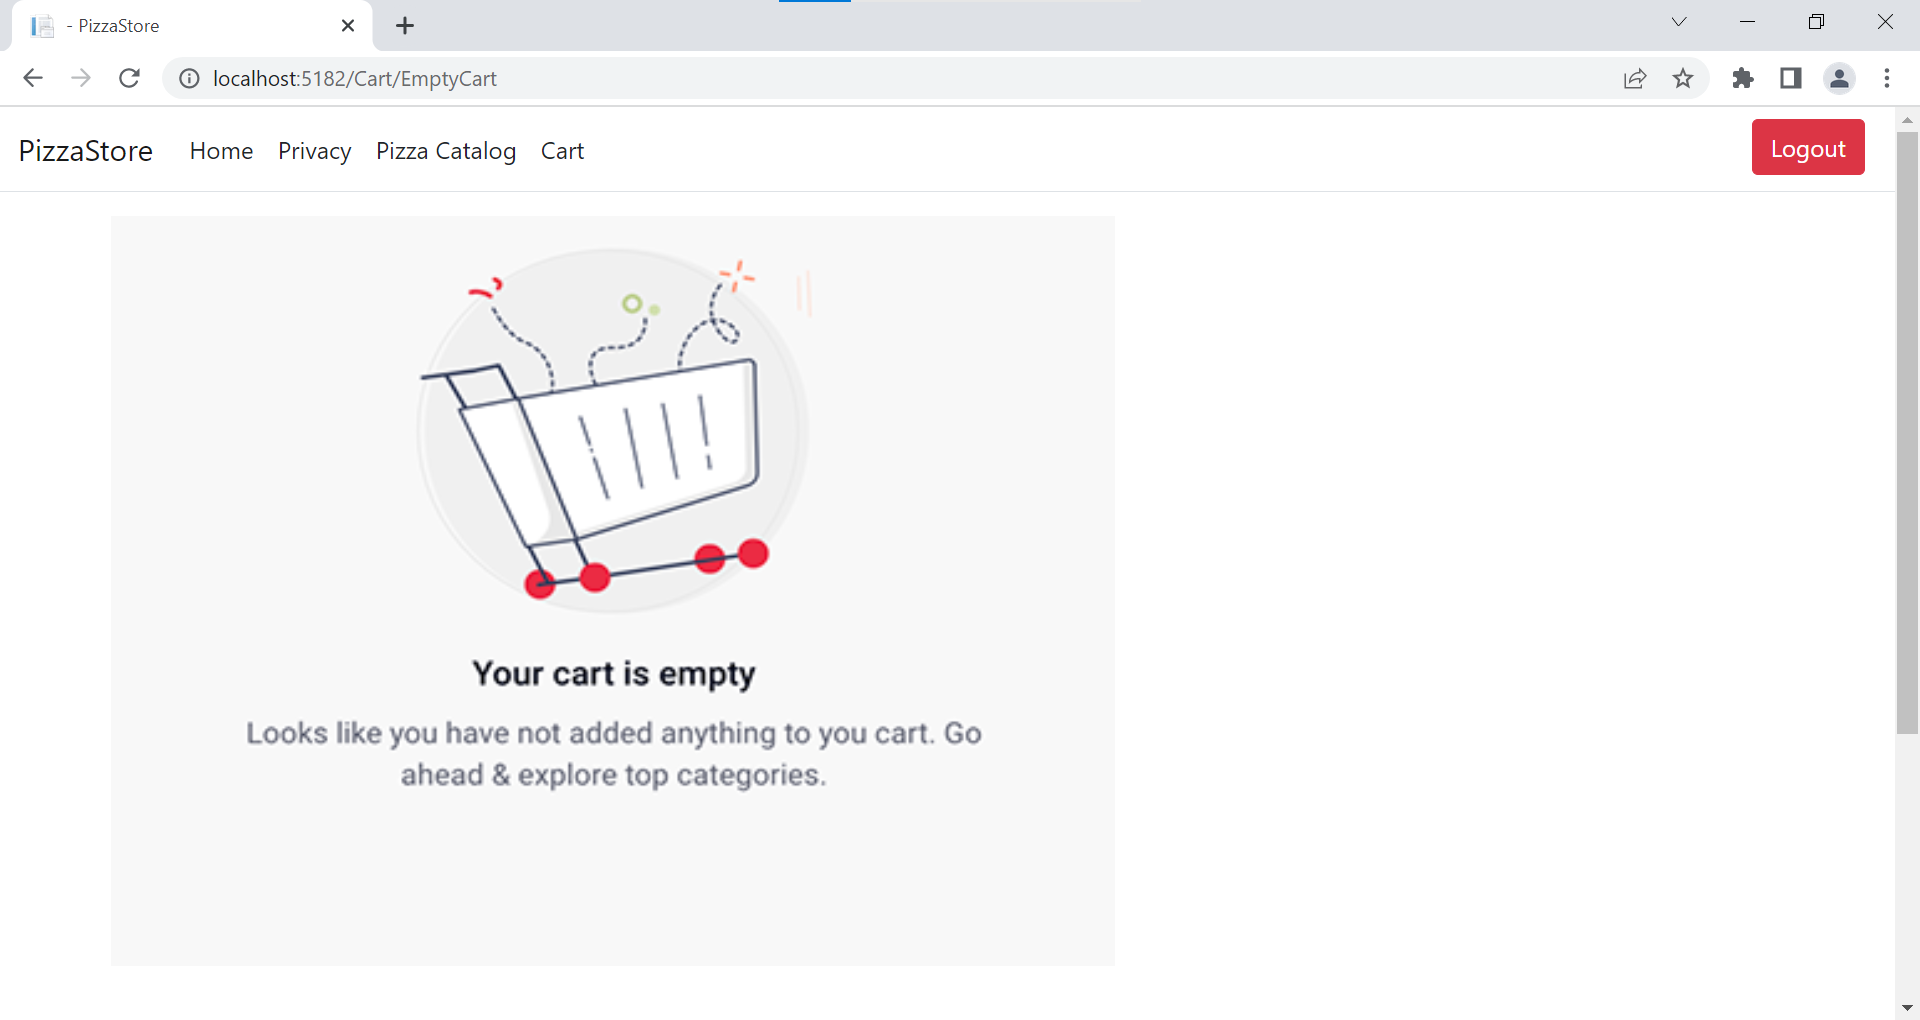 - PizzaStore
localhost:5182/Cart/EmptyCart
PizzaStore Home Privacy Pizza Catalog Cart Logout
Your cart is empty
Looks like you have not added anything to you cart. Go
ahead & explore top categories.